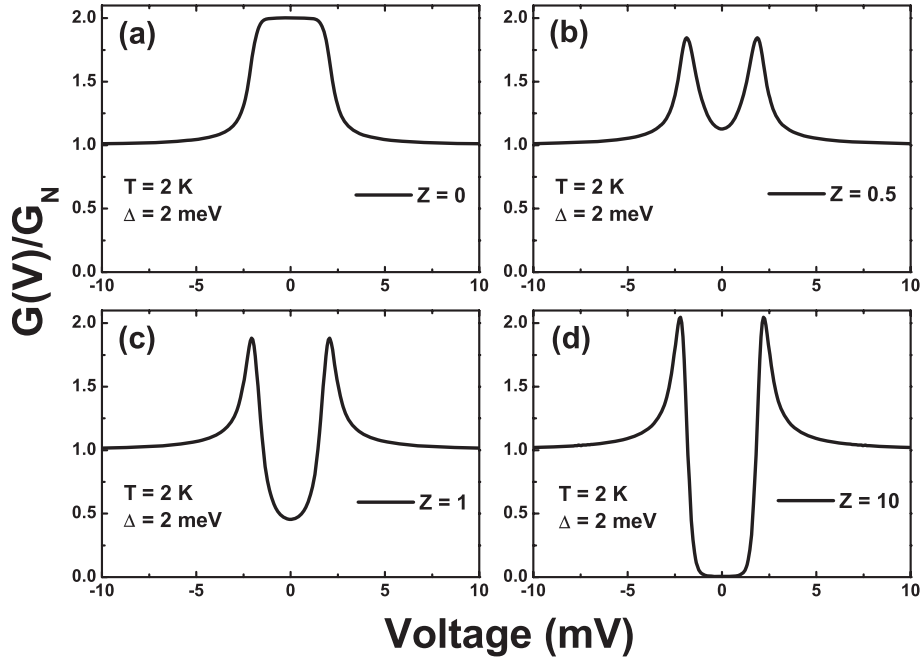 G(V)/G_N
(a)
2.0
1.5
1.0
0.5
0.0
T = 2 K
Δ = 2 meV
Z = 0
-10 -5 0 5 10
(b)
2.0
1.5
1.0
0.5
0.0
T = 2 K
Δ = 2 meV
Z = 0.5
-10 -5 0 5 10
(c)
2.0
1.5
1.0
0.5
0.0
T = 2 K
Δ = 2 meV
Z = 1
-10 -5 0 5 10
(d)
2.0
1.5
1.0
0.5
0.0
T = 2 K
Δ = 2 meV
Z = 10
-10 -5 0 5 10
Voltage (mV)